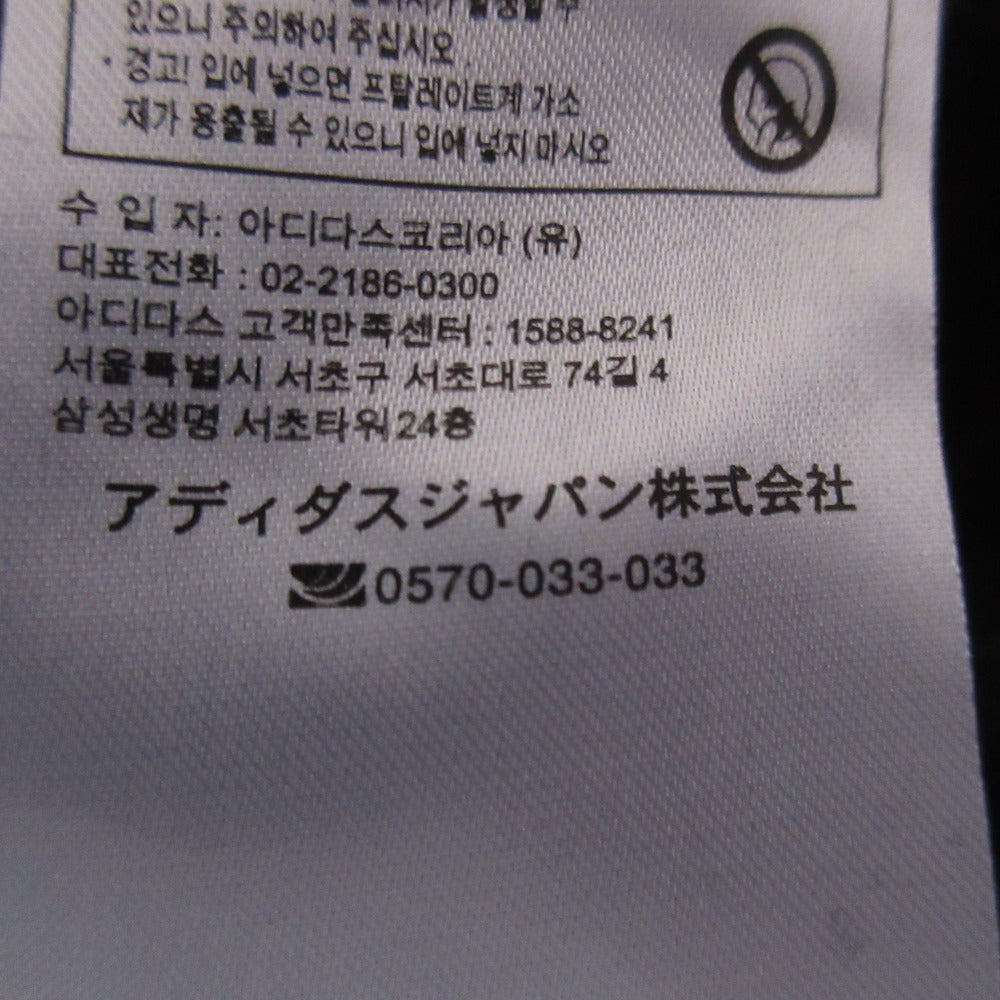 있으니 주의하여 주십시오.
· 경고! 입에 넣으면 프탈레이트계 가소
제가 용출될 수 있으니 입에 넣지 마시오
수 입 자: 아디다스코리아 (유)
대표전화 : 02-2186-0300
아디다스 고객만족센터 : 1588-8241
서울특별시 서초구 서초대로 74길 4
삼성생명 서초타워 24층
アディダスジャパン株式会社
0570-033-033